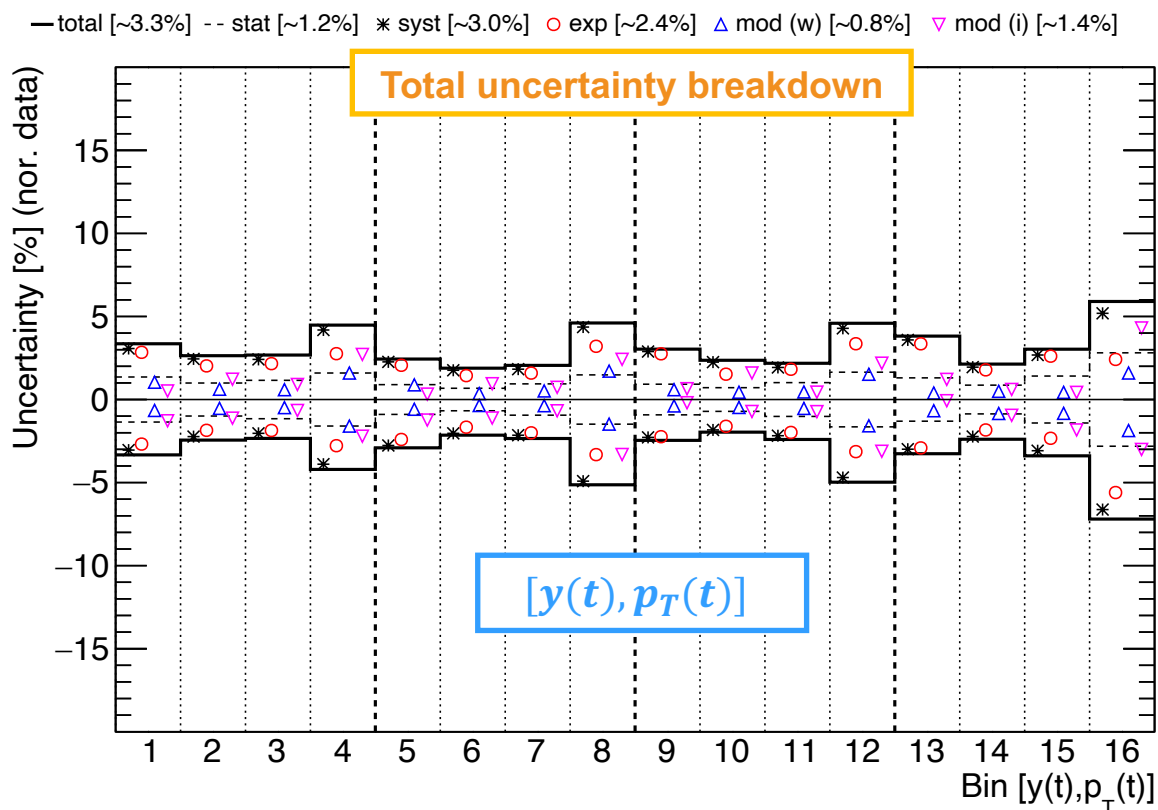 total [~3.3%] stat [~1.2%] syst [~3.0%] exp [~2.4%] mod (w) [~0.8%] mod (i) [~1.4%]
Total uncertainty breakdown
Uncertainty [%] (nor. data)
15
10
5
0
−5
−10
−15
[y(t), p_T(t)]
1 2 3 4 5 6 7 8 9 10 11 12 13 14 15 16
Bin [y(t),p_T(t)]